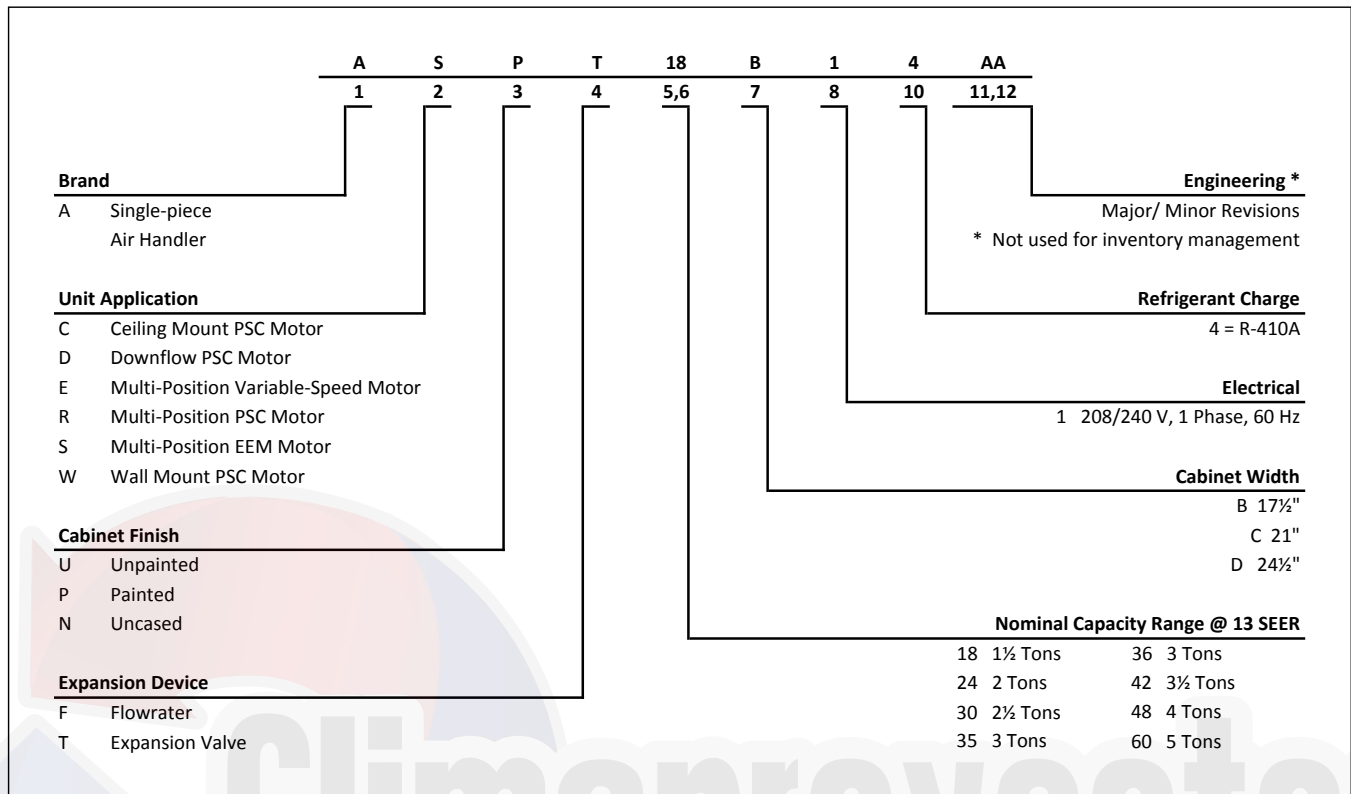 A S P T 18 B 1 4 AA
1 2 3 4 5,6 7 8 10 11,12
Brand
A Single-piece
Air Handler
Unit Application
C Ceiling Mount PSC Motor
D Downflow PSC Motor
E Multi-Position Variable-Speed Motor
R Multi-Position PSC Motor
S Multi-Position EEM Motor
W Wall Mount PSC Motor
Cabinet Finish
U Unpainted
P Painted
N Uncased
Expansion Device
F Flowrater
T Expansion Valve
Engineering *
Major/ Minor Revisions
* Not used for inventory management
Refrigerant Charge
4 = R-410A
Electrical
1 208/240 V, 1 Phase, 60 Hz
Cabinet Width
B 17½"
C 21"
D 24½"
Nominal Capacity Range @ 13 SEER
18 1½ Tons 36 3 Tons
24 2 Tons 42 3½ Tons
30 2½ Tons 48 4 Tons
35 3 Tons 60 5 Tons